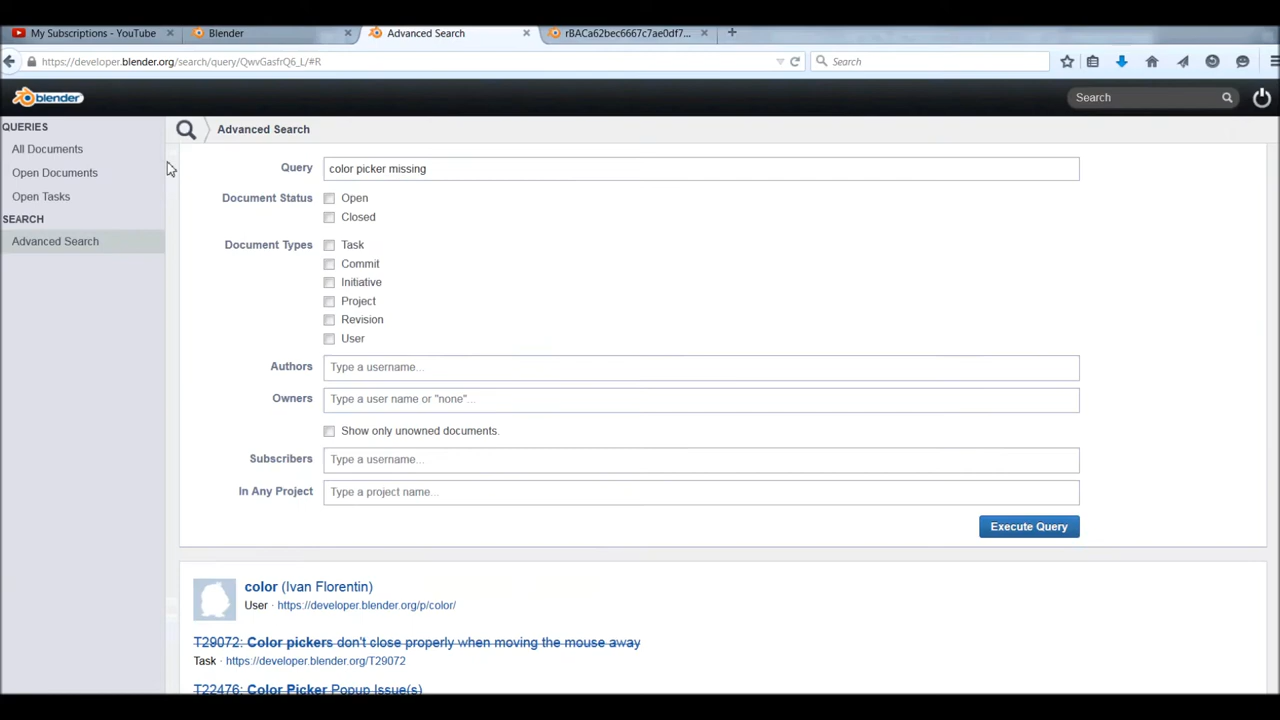 My Subscriptions - YouTube
Blender
Advanced Search
rBACa62bec6667c7ae0df7...
https://developer.blender.org/search/query/QwvGasfrQ6_L/#R
Search
blender
Search
QUERIES
All Documents
Open Documents
Open Tasks
SEARCH
Advanced Search
Advanced Search
Query
color picker missing
Document Status
Open
Closed
Document Types
Task
Commit
Initiative
Project
Revision
User
Authors
Type a username...
Owners
Type a user name or "none"...
Show only unowned documents.
Subscribers
Type a username...
In Any Project
Type a project name...
Execute Query
color (Ivan Florentin)
User · https://developer.blender.org/p/color/
T29072: Color pickers don't close properly when moving the mouse away
Task · https://developer.blender.org/T29072
T22476: Color Picker Popup Issue(s)